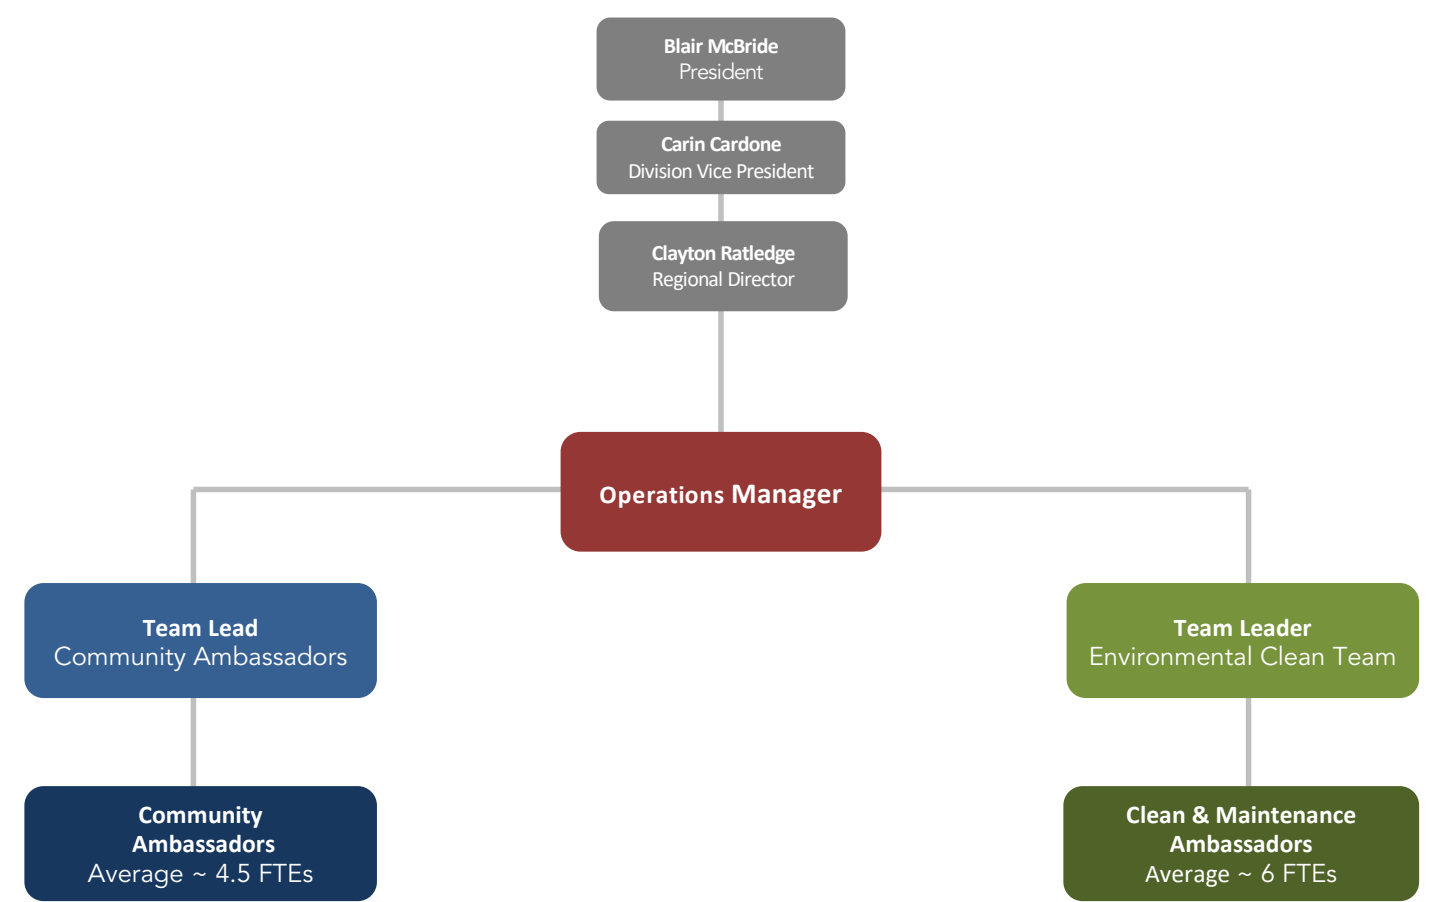 Blair McBride
President
Carin Cardone
Division Vice President
Clayton Ratledge
Regional Director
Operations Manager
Team Lead
Community Ambassadors
Team Leader
Environmental Clean Team
Community
Ambassadors
Average ~ 4.5 FTEs
Clean & Maintenance
Ambassadors
Average ~ 6 FTEs